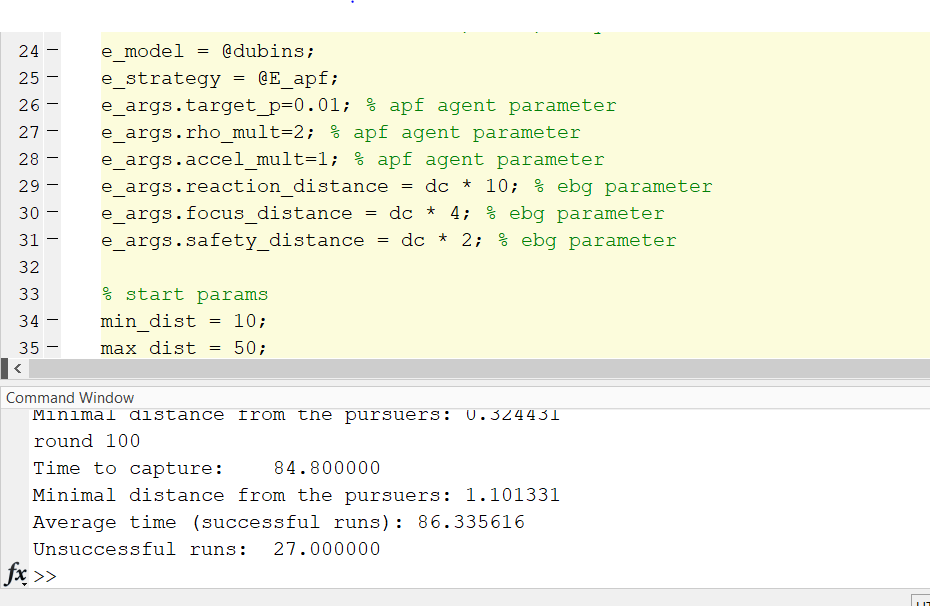 24 – e_model = @dubins;
25 – e_strategy = @E_apf;
26 – e_args.target_p=0.01; % apf agent parameter
27 – e_args.rho_mult=2; % apf agent parameter
28 – e_args.accel_mult=1; % apf agent parameter
29 – e_args.reaction_distance = dc * 10; % ebg parameter
30 – e_args.focus_distance = dc * 4; % ebg parameter
31 – e_args.safety_distance = dc * 2; % ebg parameter
32
33 % start params
34 – min_dist = 10;
35 – max_dist = 50;
<
Command Window
Minimal distance from the pursuers: 0.324431
round 100
Time to capture: 84.800000
Minimal distance from the pursuers: 1.101331
Average time (successful runs): 86.335616
Unsuccessful runs: 27.000000
fx >>